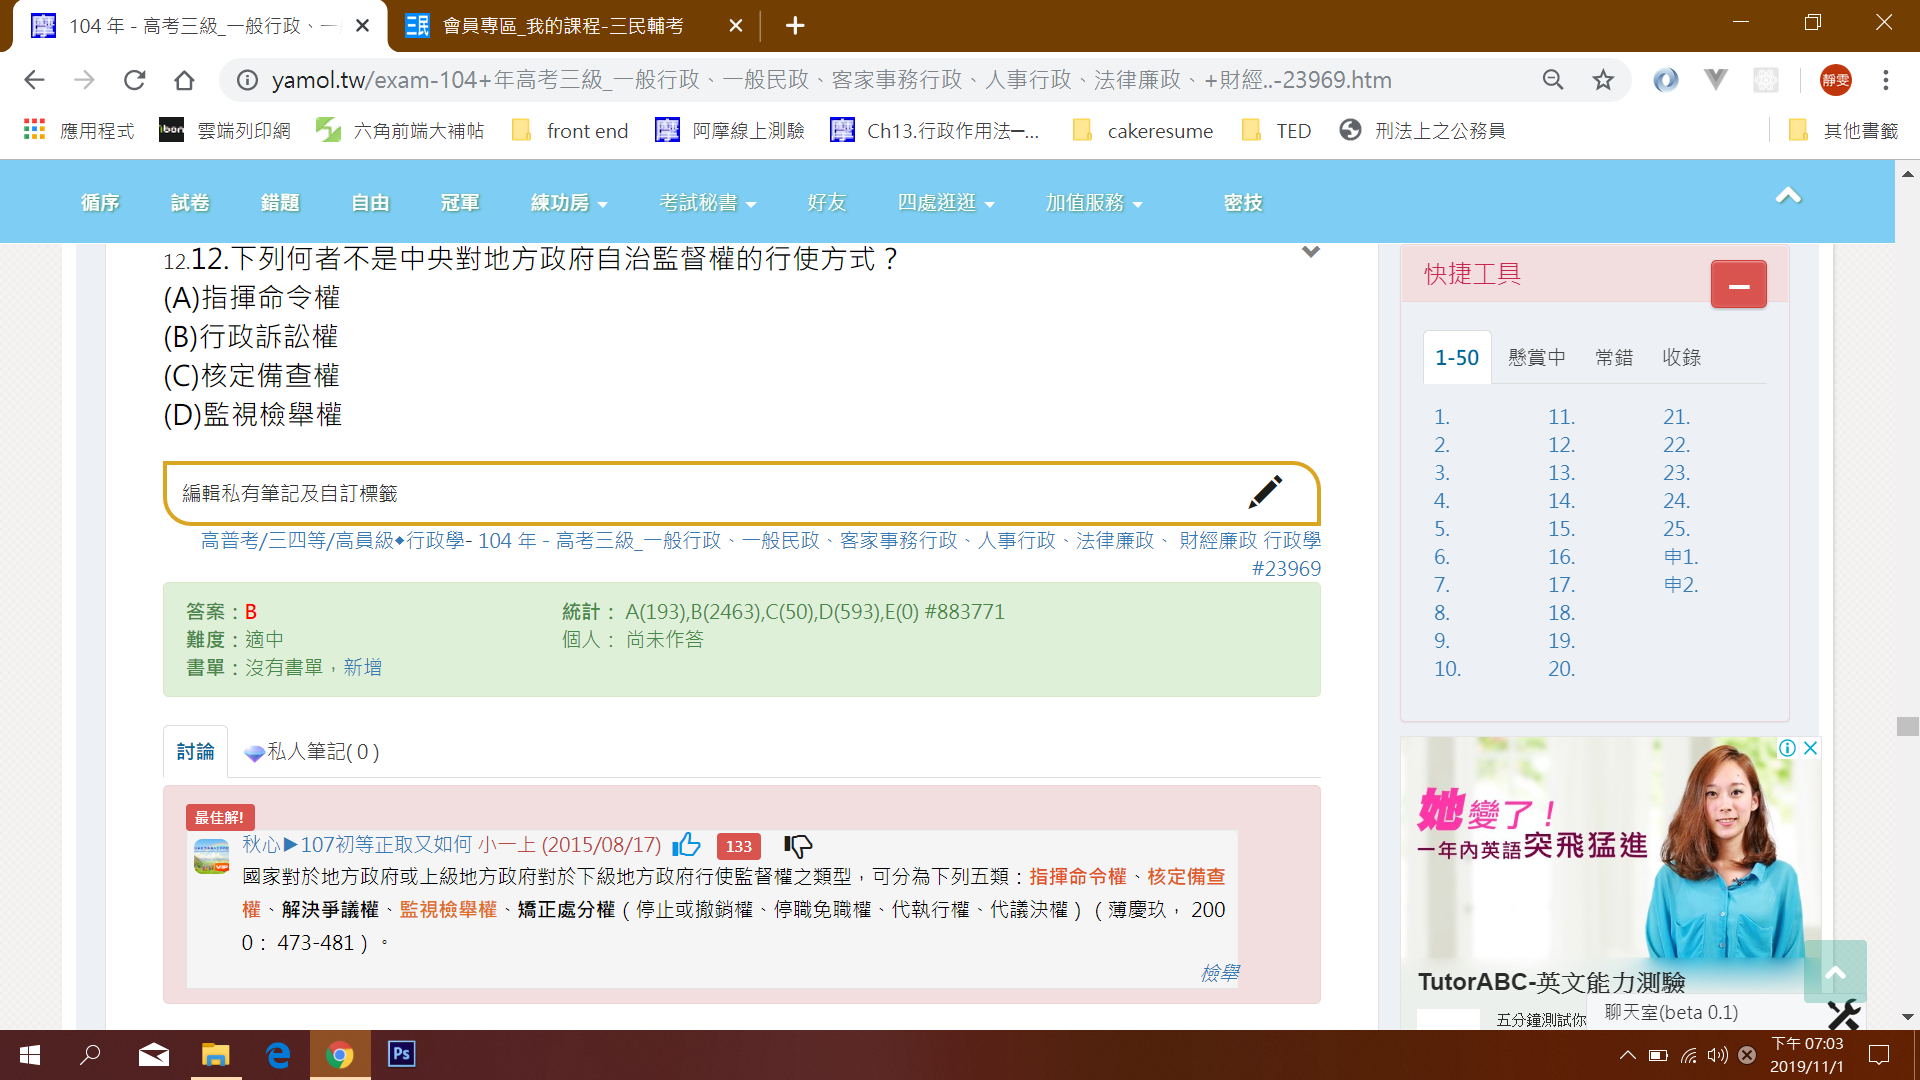 104 年 - 高考三級_一般行政、一
會員專區_我的課程-三民輔考
yamol.tw/exam-104+年高考三級_一般行政、一般民政、客家事務行政、人事行政、法律廉政、+財經..-23969.htm
靜雯
應用程式
ibon 雲端列印網
六角前端大補帖
front end
摩 阿摩線上測驗
摩 Ch13.行政作用法─...
cakeresume
TED
刑法上之公務員
其他書籤
循序 試卷 錯題 自由 冠軍 練功房 考試秘書 好友 四處逛逛 加值服務 密技
12.12.下列何者不是中央對地方政府自治監督權的行使方式？
(A)指揮命令權
(B)行政訴訟權
(C)核定備查權
(D)監視檢舉權
編輯私有筆記及自訂標籤
高普考/三四等/高員級◆行政學- 104 年 - 高考三級_一般行政、一般民政、客家事務行政、人事行政、法律廉政、 財經廉政 行政學
#23969
答案：B
統計： A(193),B(2463),C(50),D(593),E(0) #883771
難度：適中
個人： 尚未作答
書單：沒有書單，新增
討論
私人筆記( 0 )
最佳解!
秋心▶107初等正取又如何 小一上 (2015/08/17) 133
國家對於地方政府或上級地方政府對於下級地方政府行使監督權之類型，可分為下列五類：指揮命令權、核定備查
權、解決爭議權、監視檢舉權、矯正處分權（停止或撤銷權、停職免職權、代執行權、代議決權）（薄慶玖， 200
0： 473-481）。
檢舉
快捷工具
1-50 懸賞中 常錯 收錄
1. 11. 21.
2. 12. 22.
3. 13. 23.
4. 14. 24.
5. 15. 25.
6. 16. 申1.
7. 17. 申2.
8. 18.
9. 19.
10. 20.
她變了！
一年內英語突飛猛進
TutorABC-英文能力測驗
五分鐘測試你
聊天室(beta 0.1)
Ps
下午 07:03
2019/11/1